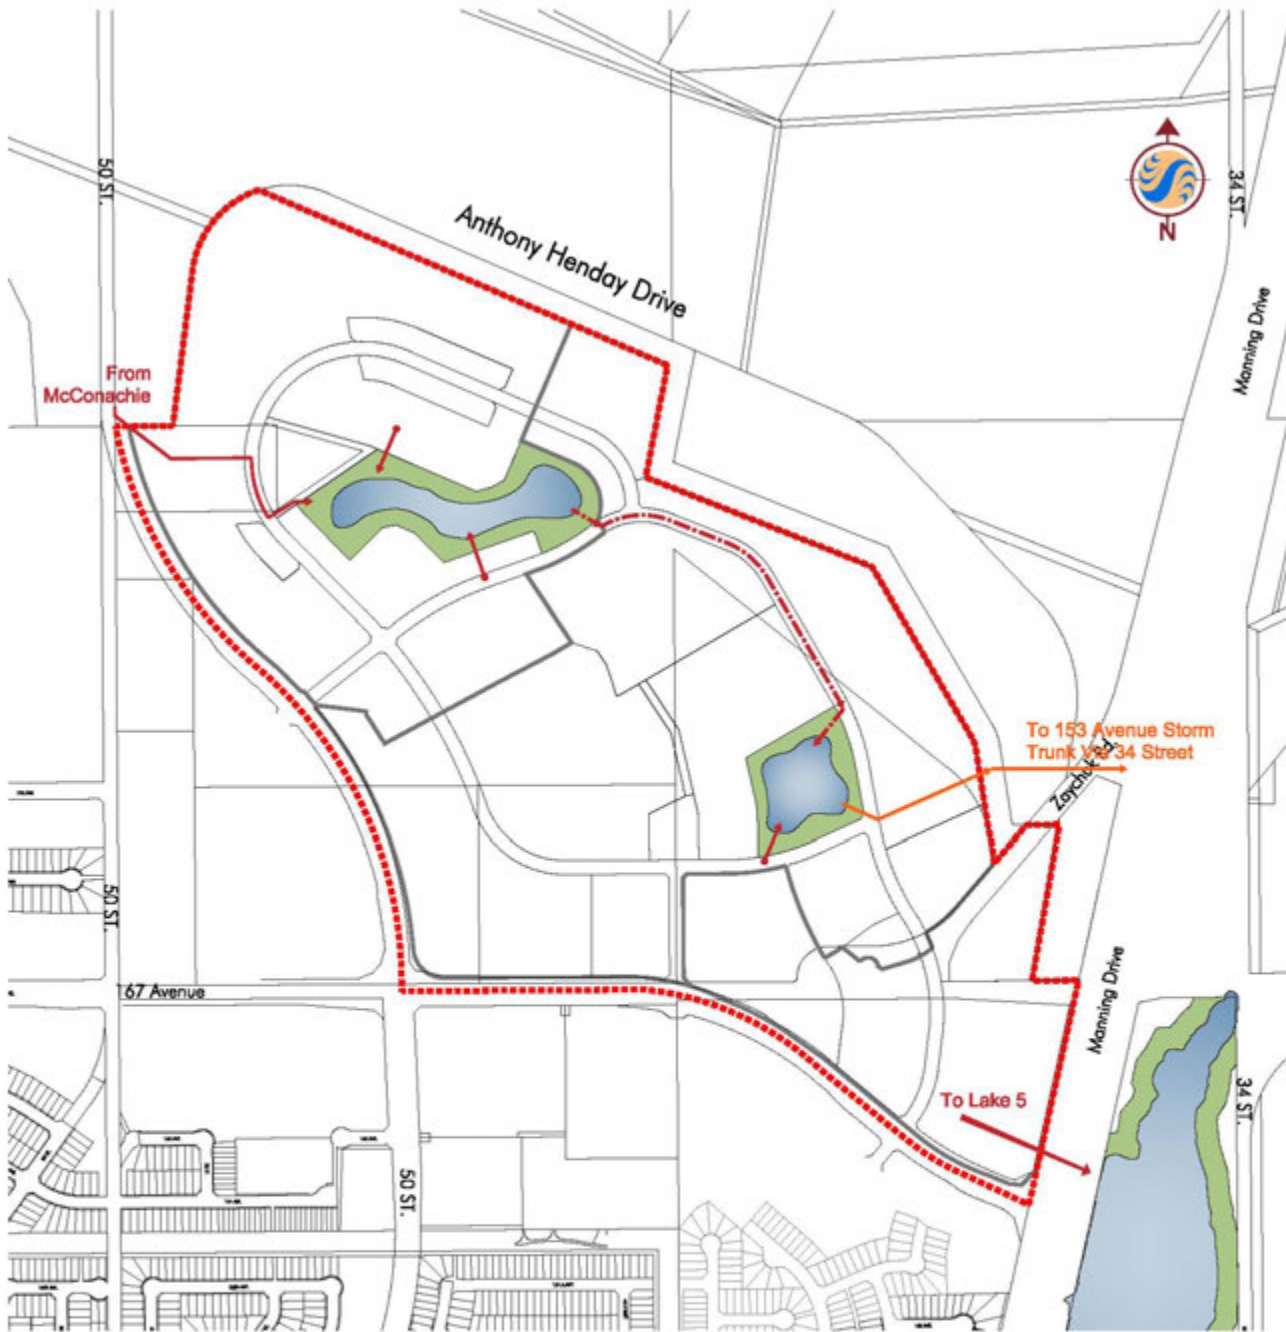 50 ST.
34 ST.
Anthony Henday Drive
N
Manning Drive
From
McConachie
To 153 Avenue Storm
Trunk Via 34 Street
Zaychuk Rd.
50 ST.
167 Avenue
Manning Drive
To Lake 5
34 ST.
50 ST.